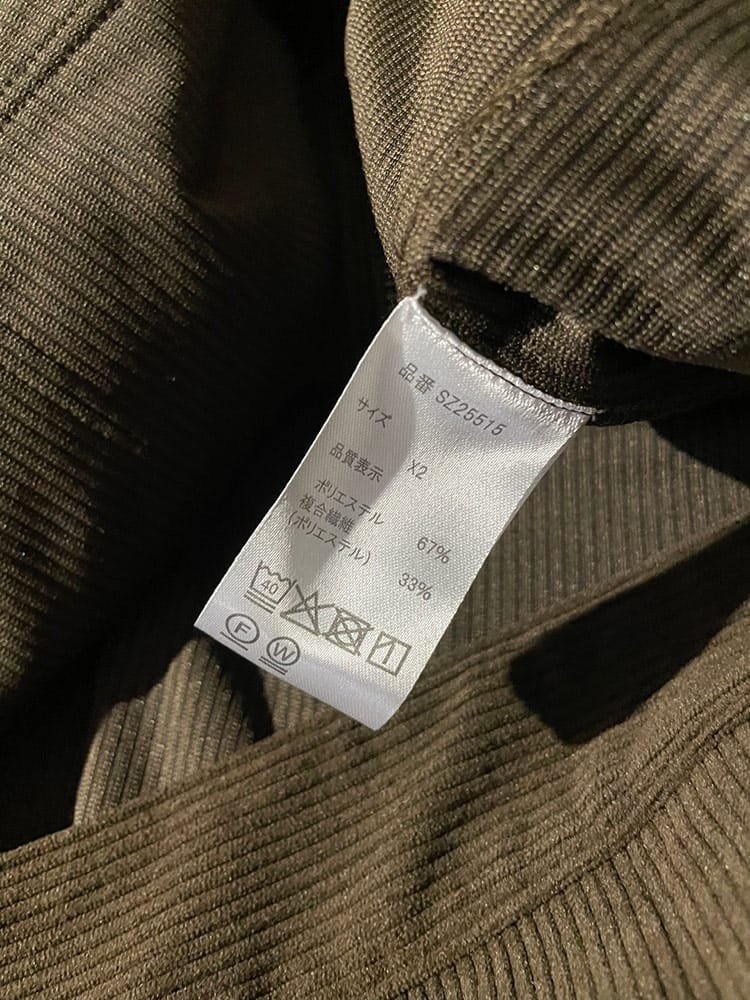 品番 SZ25515
サイズ
X2
品質表示
ポリエステル 67%
複合繊維
(ポリエステル) 33%
40
F W